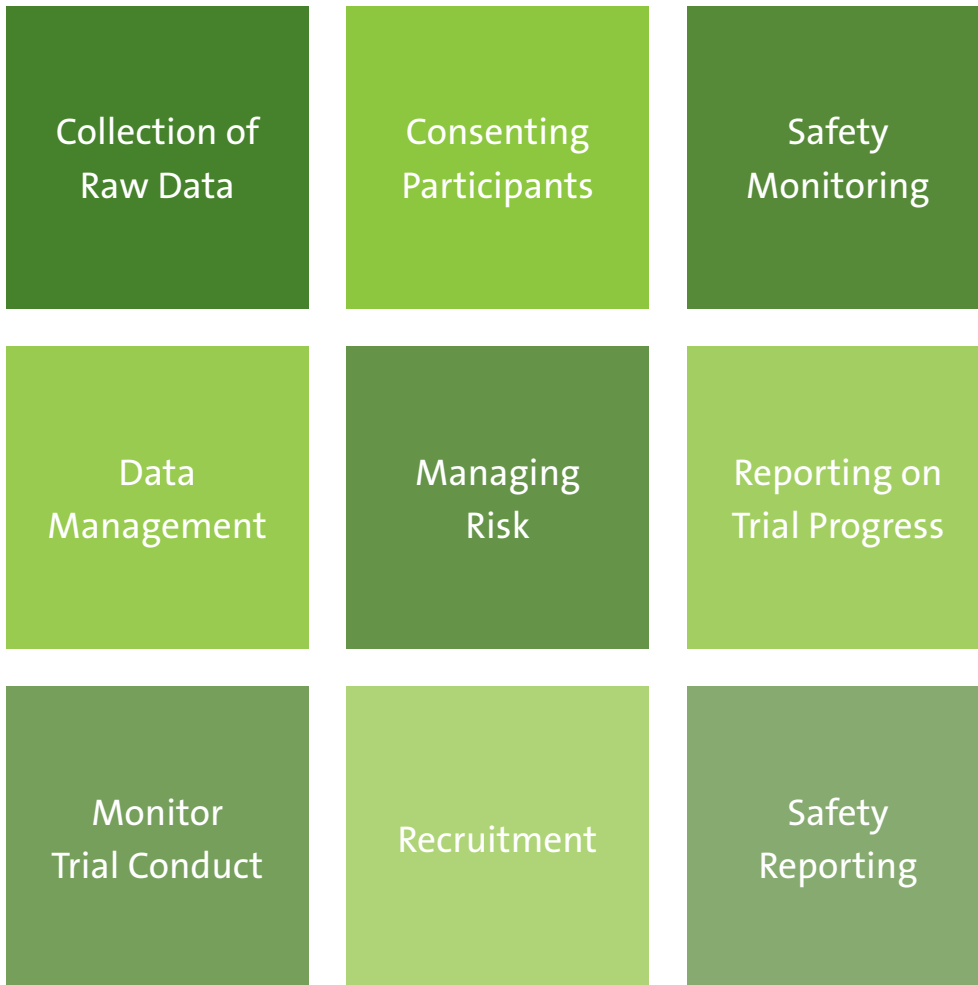 Collection of
Raw Data
Consenting
Participants
Safety
Monitoring
Data
Management
Managing
Risk
Reporting on
Trial Progress
Monitor
Trial Conduct
Recruitment
Safety
Reporting